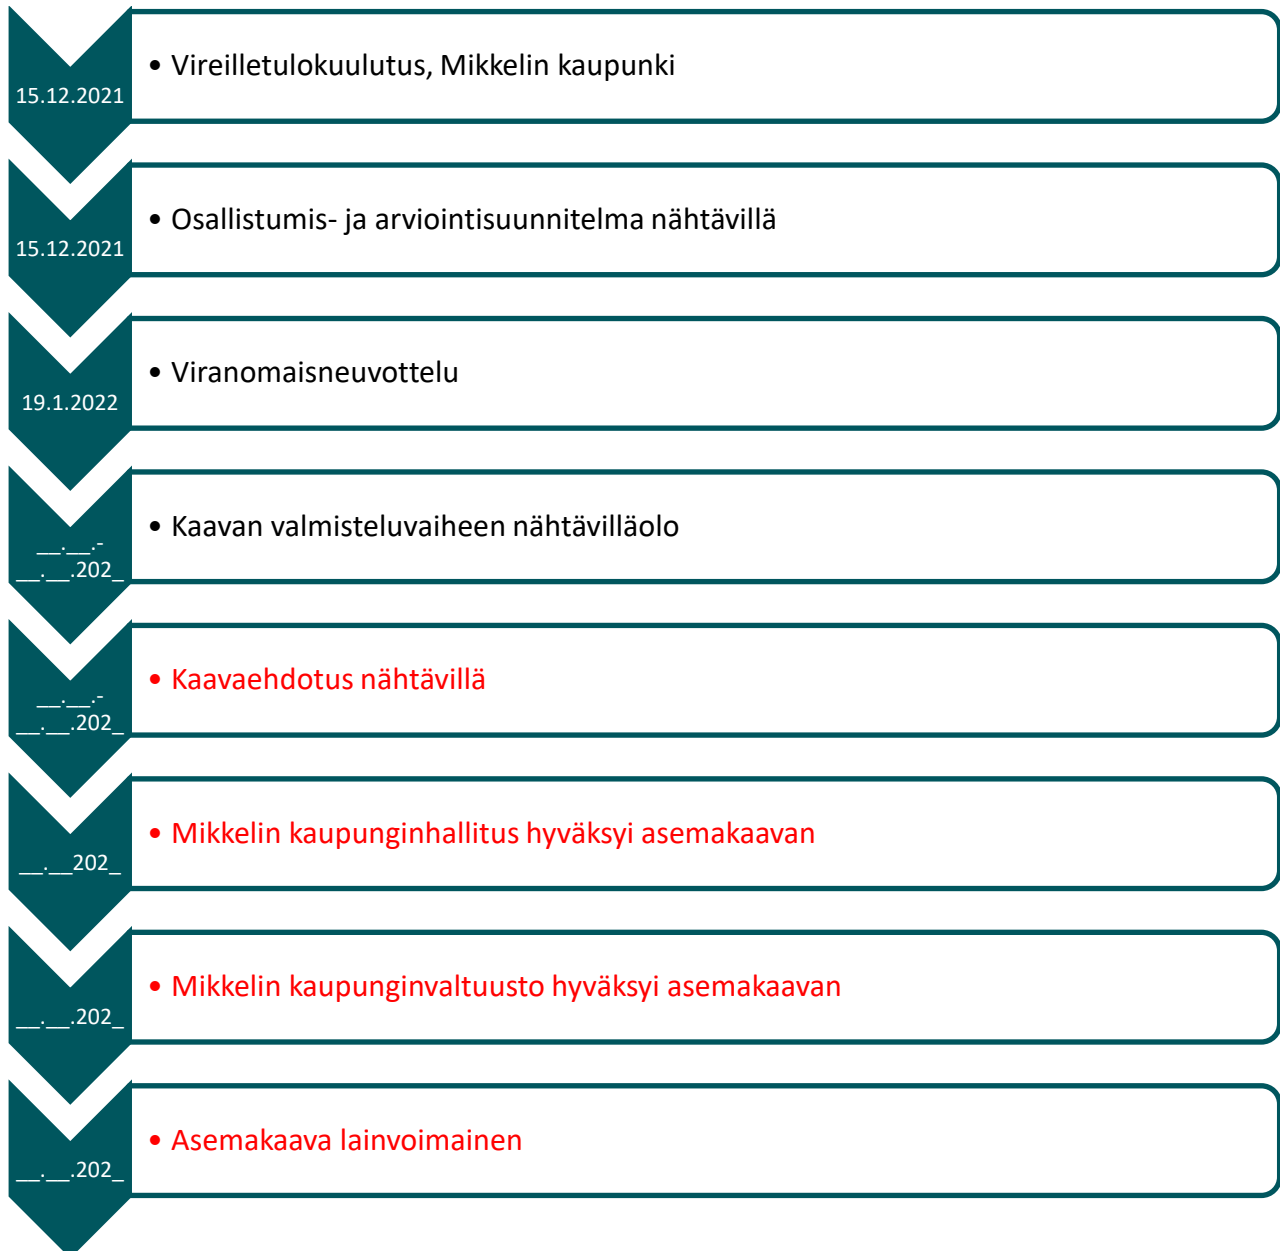 15.12.2021
• Vireilletulokuulutus, Mikkelin kaupunki
15.12.2021
• Osallistumis- ja arviointisuunnitelma nähtävillä
19.1.2022
• Viranomaisneuvottelu
__.__.-
__.__.202_
• Kaavan valmisteluvaiheen nähtävilläolo
__.__.-
__.__.202_
• Kaavaehdotus nähtävillä
__.__202_
• Mikkelin kaupunginhallitus hyväksyi asemakaavan
__.__.202_
• Mikkelin kaupunginvaltuusto hyväksyi asemakaavan
__.__.202_
• Asemakaava lainvoimainen